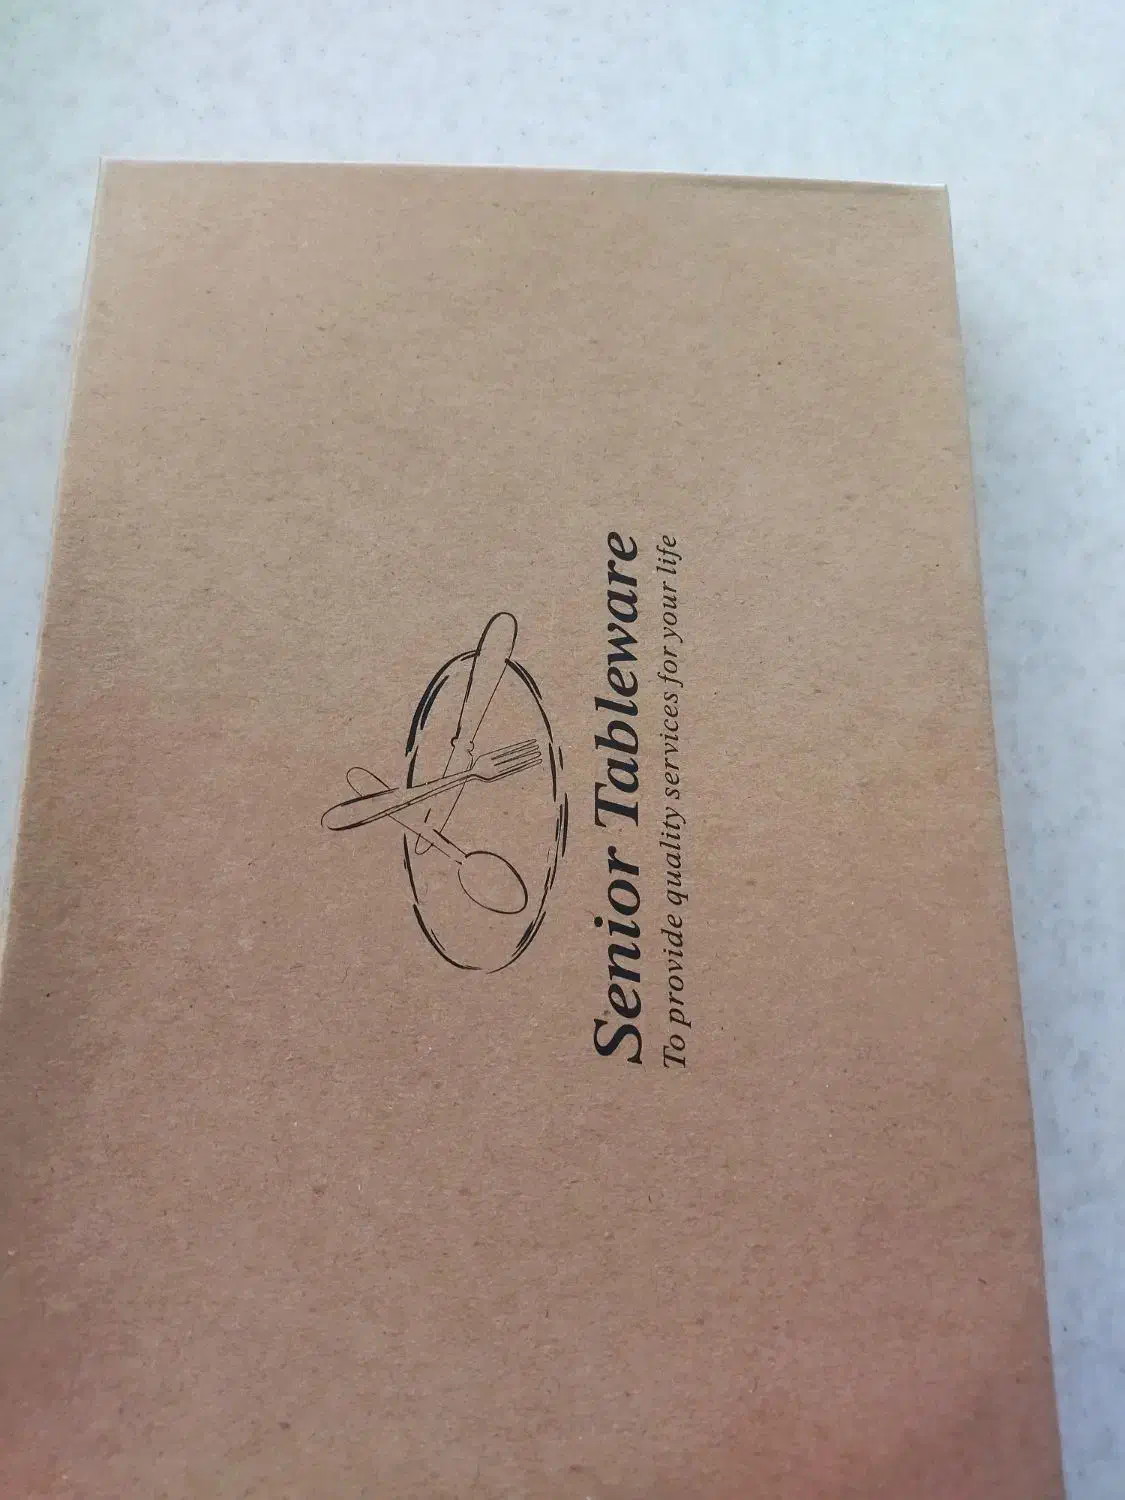 Senior Tableware
To provide quality services for your life